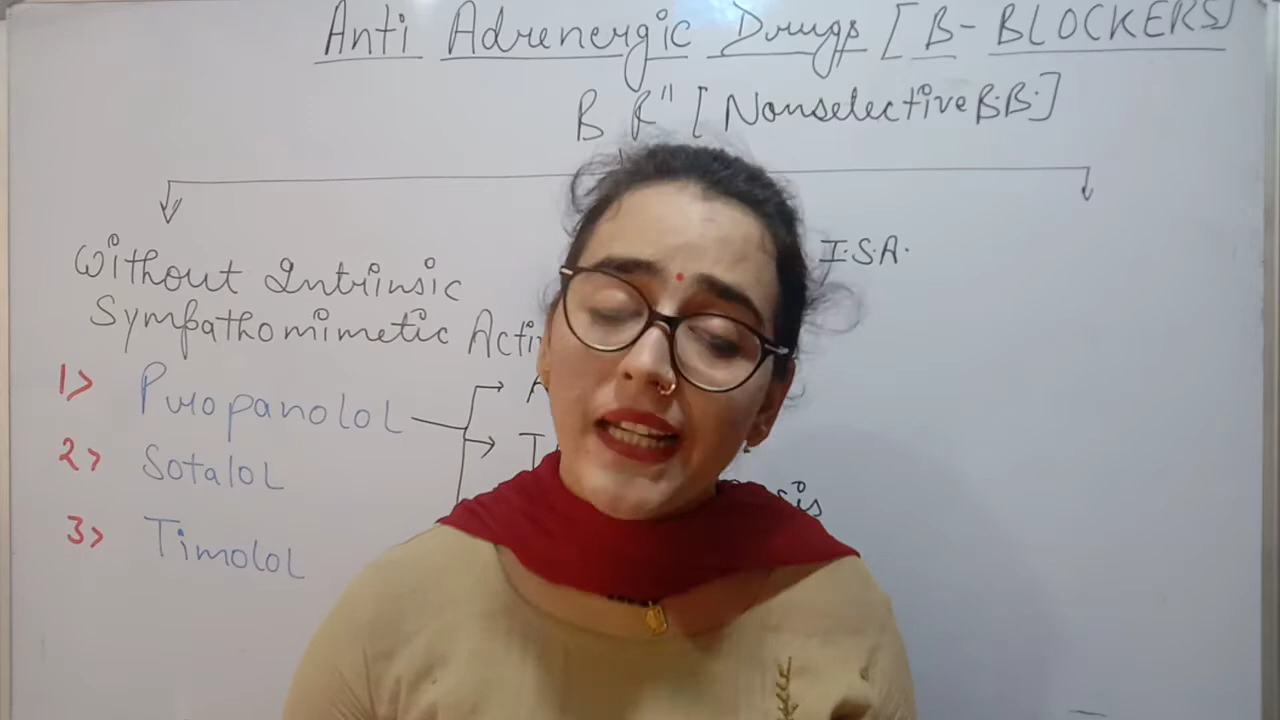 Anti Adrenergic Drugs [B-BLOCKERS]
B R" [Nonselective B.B.]
Without Intrinsic
I.S.A.
Sympathomimetic
1> Propanolol
2> Sotalol
3> Timolol